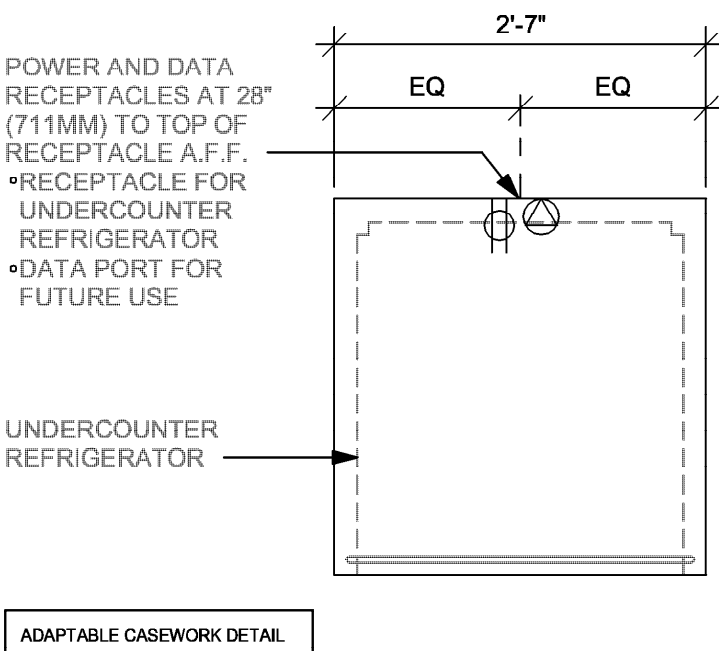 2'-7"
EQ EQ
POWER AND DATA
RECEPTACLES AT 28"
(711MM) TO TOP OF
RECEPTACLE A.F.F.
•RECEPTACLE FOR
UNDERCOUNTER
REFRIGERATOR
•DATA PORT FOR
FUTURE USE
UNDERCOUNTER
REFRIGERATOR
ADAPTABLE CASEWORK DETAIL